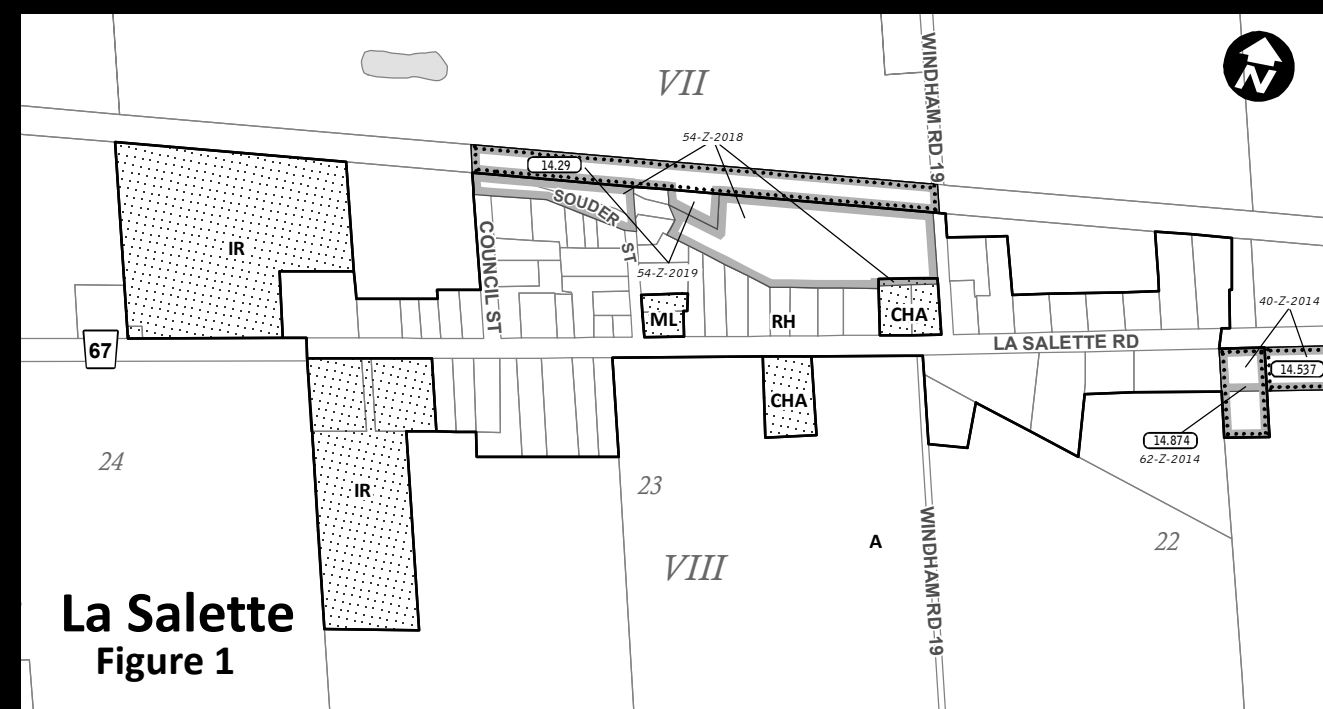 VII
WINDHAM RD 19
N
54-Z-2018
14.29
SOUDER ST
IR
COUNCIL ST
54-Z-2019
40-Z-2014
ML
RH
CHA
LA SALETTE RD
67
14.537
CHA
14.874
62-Z-2014
24
IR
23
A
22
VIII
WINDHAM RD 19
La Salette
Figure 1